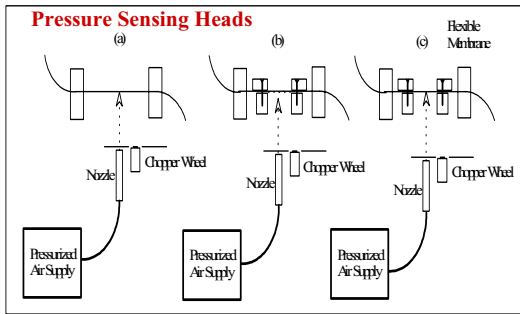 Pressure Sensing Heads
(a)
(b)
(c)
Flexible
Membrane
Chopper Wheel
Nozzle
Pressurized
Air Supply
Chopper Wheel
Nozzle
Pressurized
Air Supply
Chopper Wheel
Nozzle
Pressurized
Air Supply